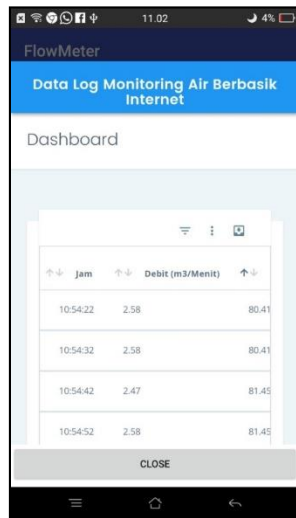 11.02
4%
FlowMeter
Data Log Monitoring Air Berbasik
Internet
Dashboard
Jam Debit (m3/Menit)
10:54:22 2.58 80.41
10:54:32 2.58 80.41
10:54:42 2.47 81.45
10:54:52 2.58 81.45
CLOSE